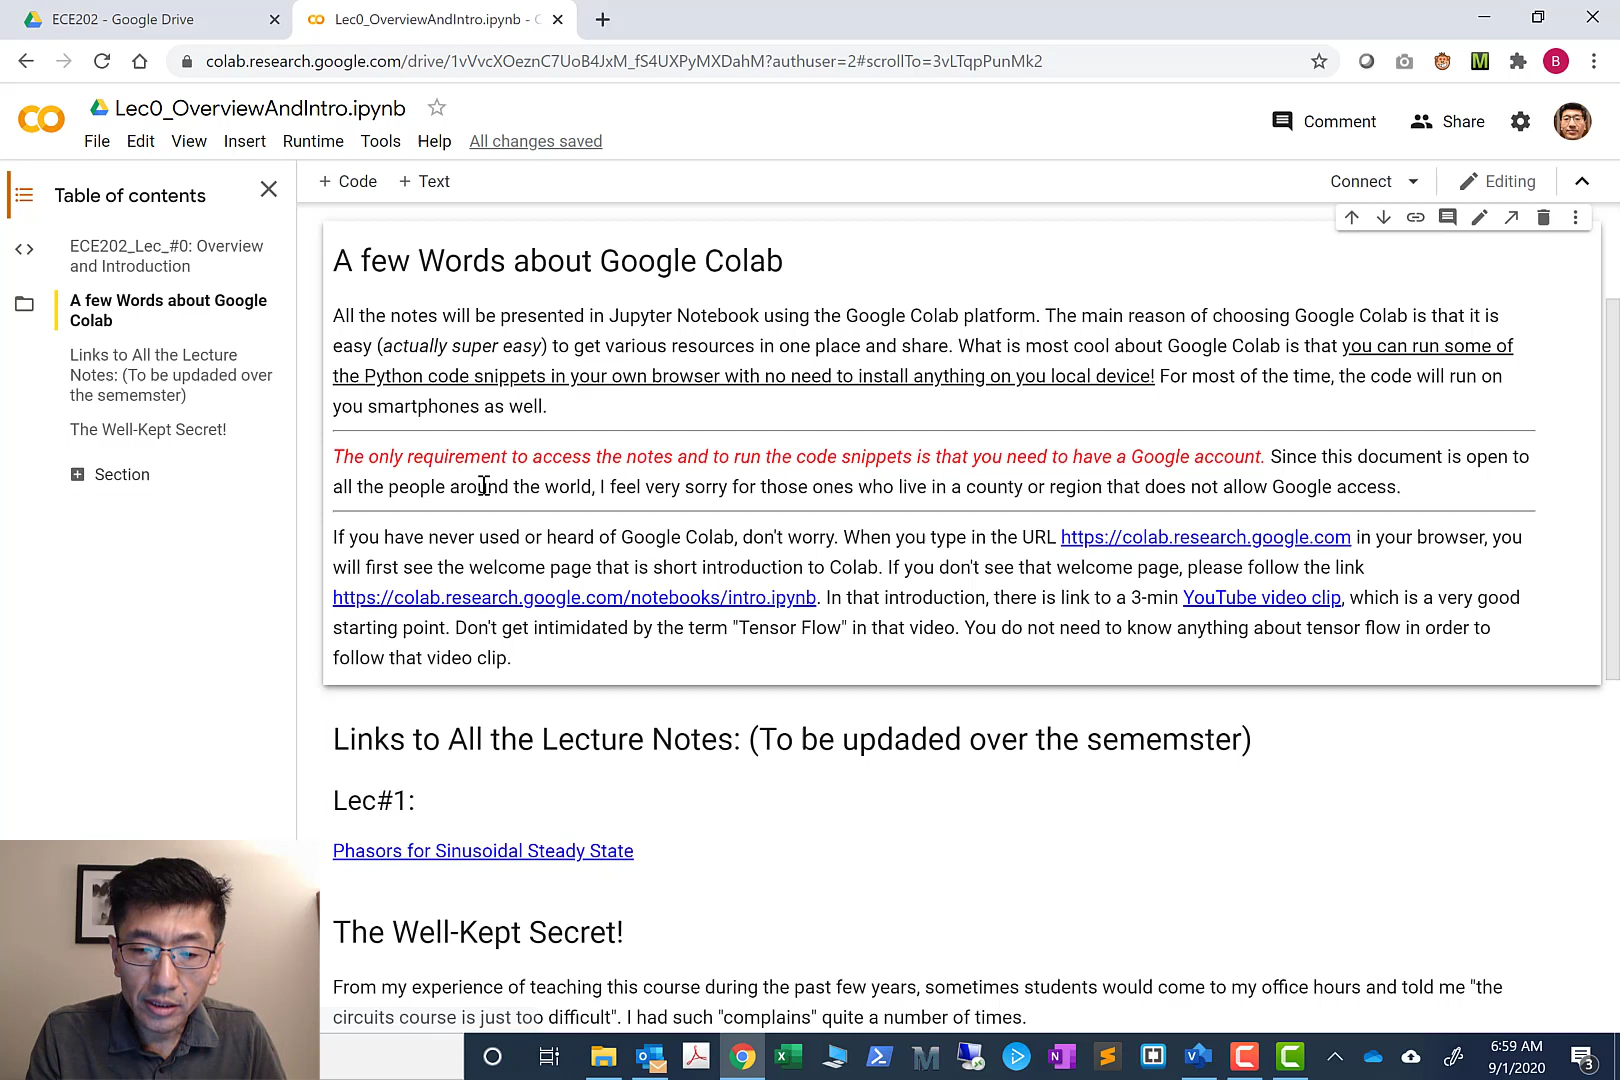 ECE202 - Google Drive
Lec0_OverviewAndIntro.ipynb - C
colab.research.google.com/drive/1vVvcXOeznC7UoB4JxM_fS4UXPyMXDahM?authuser=2#scrollTo=3vLTqpPunMk2
M
B
CO
Lec0_OverviewAndIntro.ipynb
Comment
Share
File Edit View Insert Runtime Tools Help All changes saved
Table of contents
+ Code + Text
Connect
Editing
ECE202_Lec_#0: Overview
and Introduction
A few Words about Google
Colab
Links to All the Lecture
Notes: (To be updaded over
the sememster)
The Well-Kept Secret!
Section
A few Words about Google Colab
All the notes will be presented in Jupyter Notebook using the Google Colab platform. The main reason of choosing Google Colab is that it is
easy (actually super easy) to get various resources in one place and share. What is most cool about Google Colab is that you can run some of
the Python code snippets in your own browser with no need to install anything on you local device! For most of the time, the code will run on
you smartphones as well.
The only requirement to access the notes and to run the code snippets is that you need to have a Google account. Since this document is open to
all the people around the world, I feel very sorry for those ones who live in a county or region that does not allow Google access.
If you have never used or heard of Google Colab, don't worry. When you type in the URL https://colab.research.google.com in your browser, you
will first see the welcome page that is short introduction to Colab. If you don't see that welcome page, please follow the link
https://colab.research.google.com/notebooks/intro.ipynb. In that introduction, there is link to a 3-min YouTube video clip, which is a very good
starting point. Don't get intimidated by the term "Tensor Flow" in that video. You do not need to know anything about tensor flow in order to
follow that video clip.
Links to All the Lecture Notes: (To be updaded over the sememster)
Lec#1:
Phasors for Sinusoidal Steady State
The Well-Kept Secret!
From my experience of teaching this course during the past few years, sometimes students would come to my office hours and told me "the
circuits course is just too difficult". I had such "complains" quite a number of times.
6:59 AM
9/1/2020
3